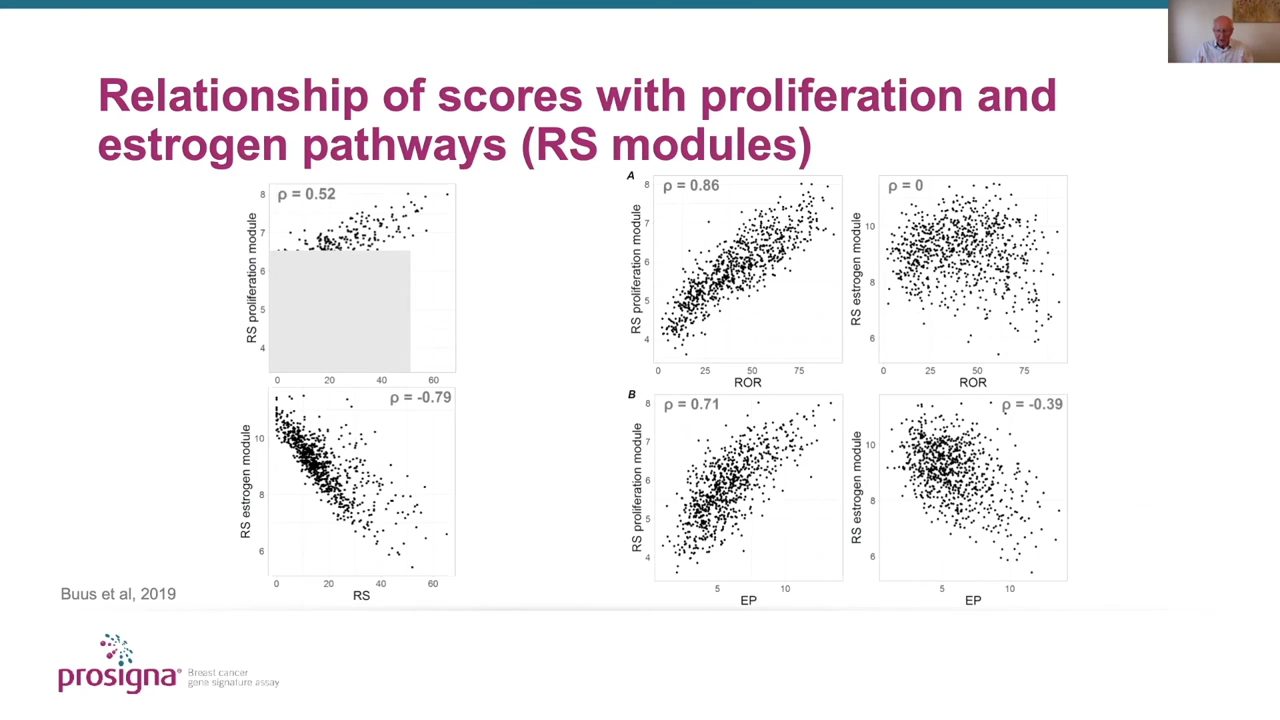 Relationship of scores with proliferation and
estrogen pathways (RS modules)
ρ = 0.52
RS proliferation module
8
7
6
5
4
0
20
40
60
ρ = -0.79
RS estrogen module
10
8
6
0
20
40
60
RS
A
ρ = 0.86
RS proliferation module
8
7
6
5
4
0
25
50
75
ROR
ρ = 0
RS estrogen module
10
8
6
0
25
50
75
ROR
B
ρ = 0.71
RS proliferation module
8
7
6
5
4
5
10
EP
ρ = -0.39
RS estrogen module
10
8
6
5
10
EP
Buus et al, 2019
prosigna®
Breast cancer
gene signature assay